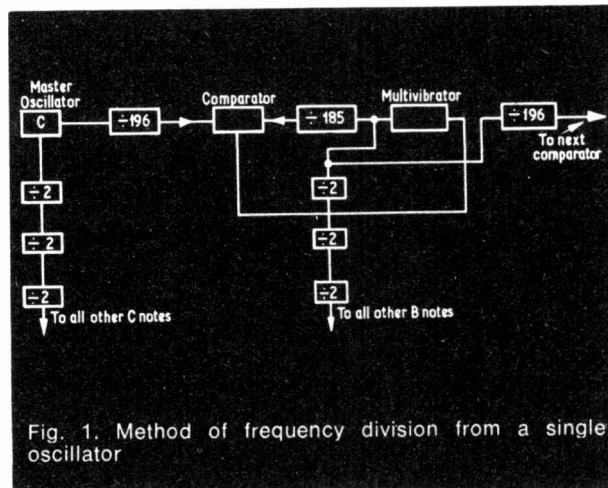 Master
Oscillator
C
÷196
Comparator
÷185
Multivibrator
÷196
To next
comparator
÷2
÷2
÷2
To all other C notes
÷2
÷2
÷2
To all other B notes
Fig. 1. Method of frequency division from a single
oscillator